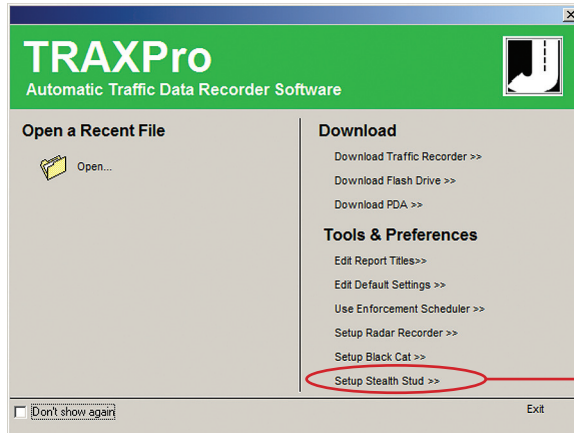 TRAXPro
Automatic Traffic Data Recorder Software
Open a Recent File
Open...
Download
Download Traffic Recorder >>
Download Flash Drive >>
Download PDA >>
Tools & Preferences
Edit Report Titles>>
Edit Default Settings >>
Use Enforcement Scheduler >>
Setup Radar Recorder >>
Setup Black Cat >>
Setup Stealth Stud >>
Don't show again
Exit